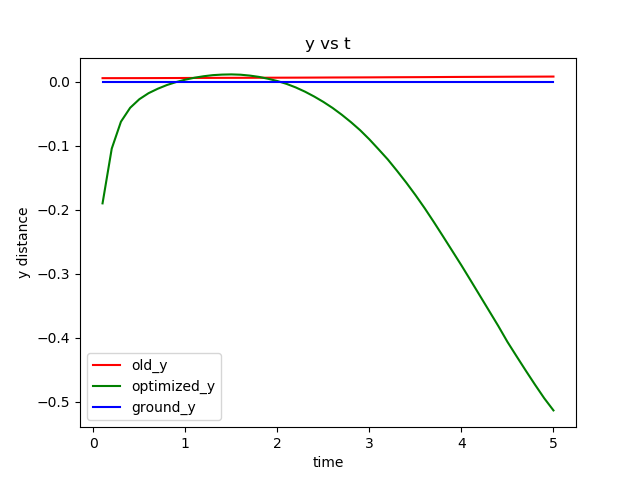 y vs t
0.0
−0.1
−0.2
−0.3
−0.4
−0.5
y distance
old_y
optimized_y
ground_y
0 1 2 3 4 5
time